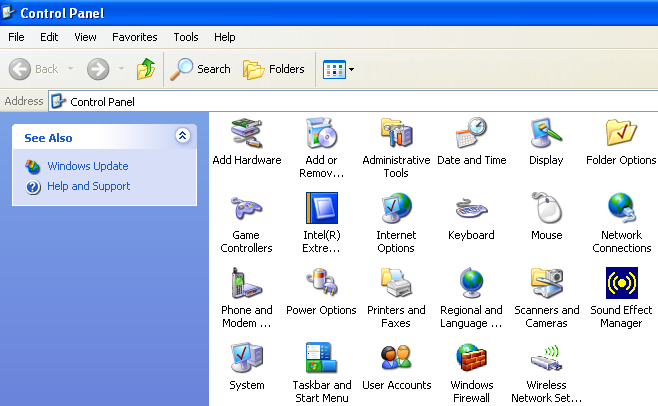 Control Panel
File Edit View Favorites Tools Help
Back Search Folders
Address Control Panel
See Also
Windows Update
Help and Support
Add Hardware
Add or
Remov...
Administrative
Tools
Date and Time
Display
Folder Options
Game
Controllers
Intel(R)
Extre...
Internet
Options
Keyboard
Mouse
Network
Connections
Phone and
Modem ...
Power Options
Printers and
Faxes
Regional and
Language ...
Scanners and
Cameras
Sound Effect
Manager
System
Taskbar and
Start Menu
User Accounts
Windows
Firewall
Wireless
Network Set...